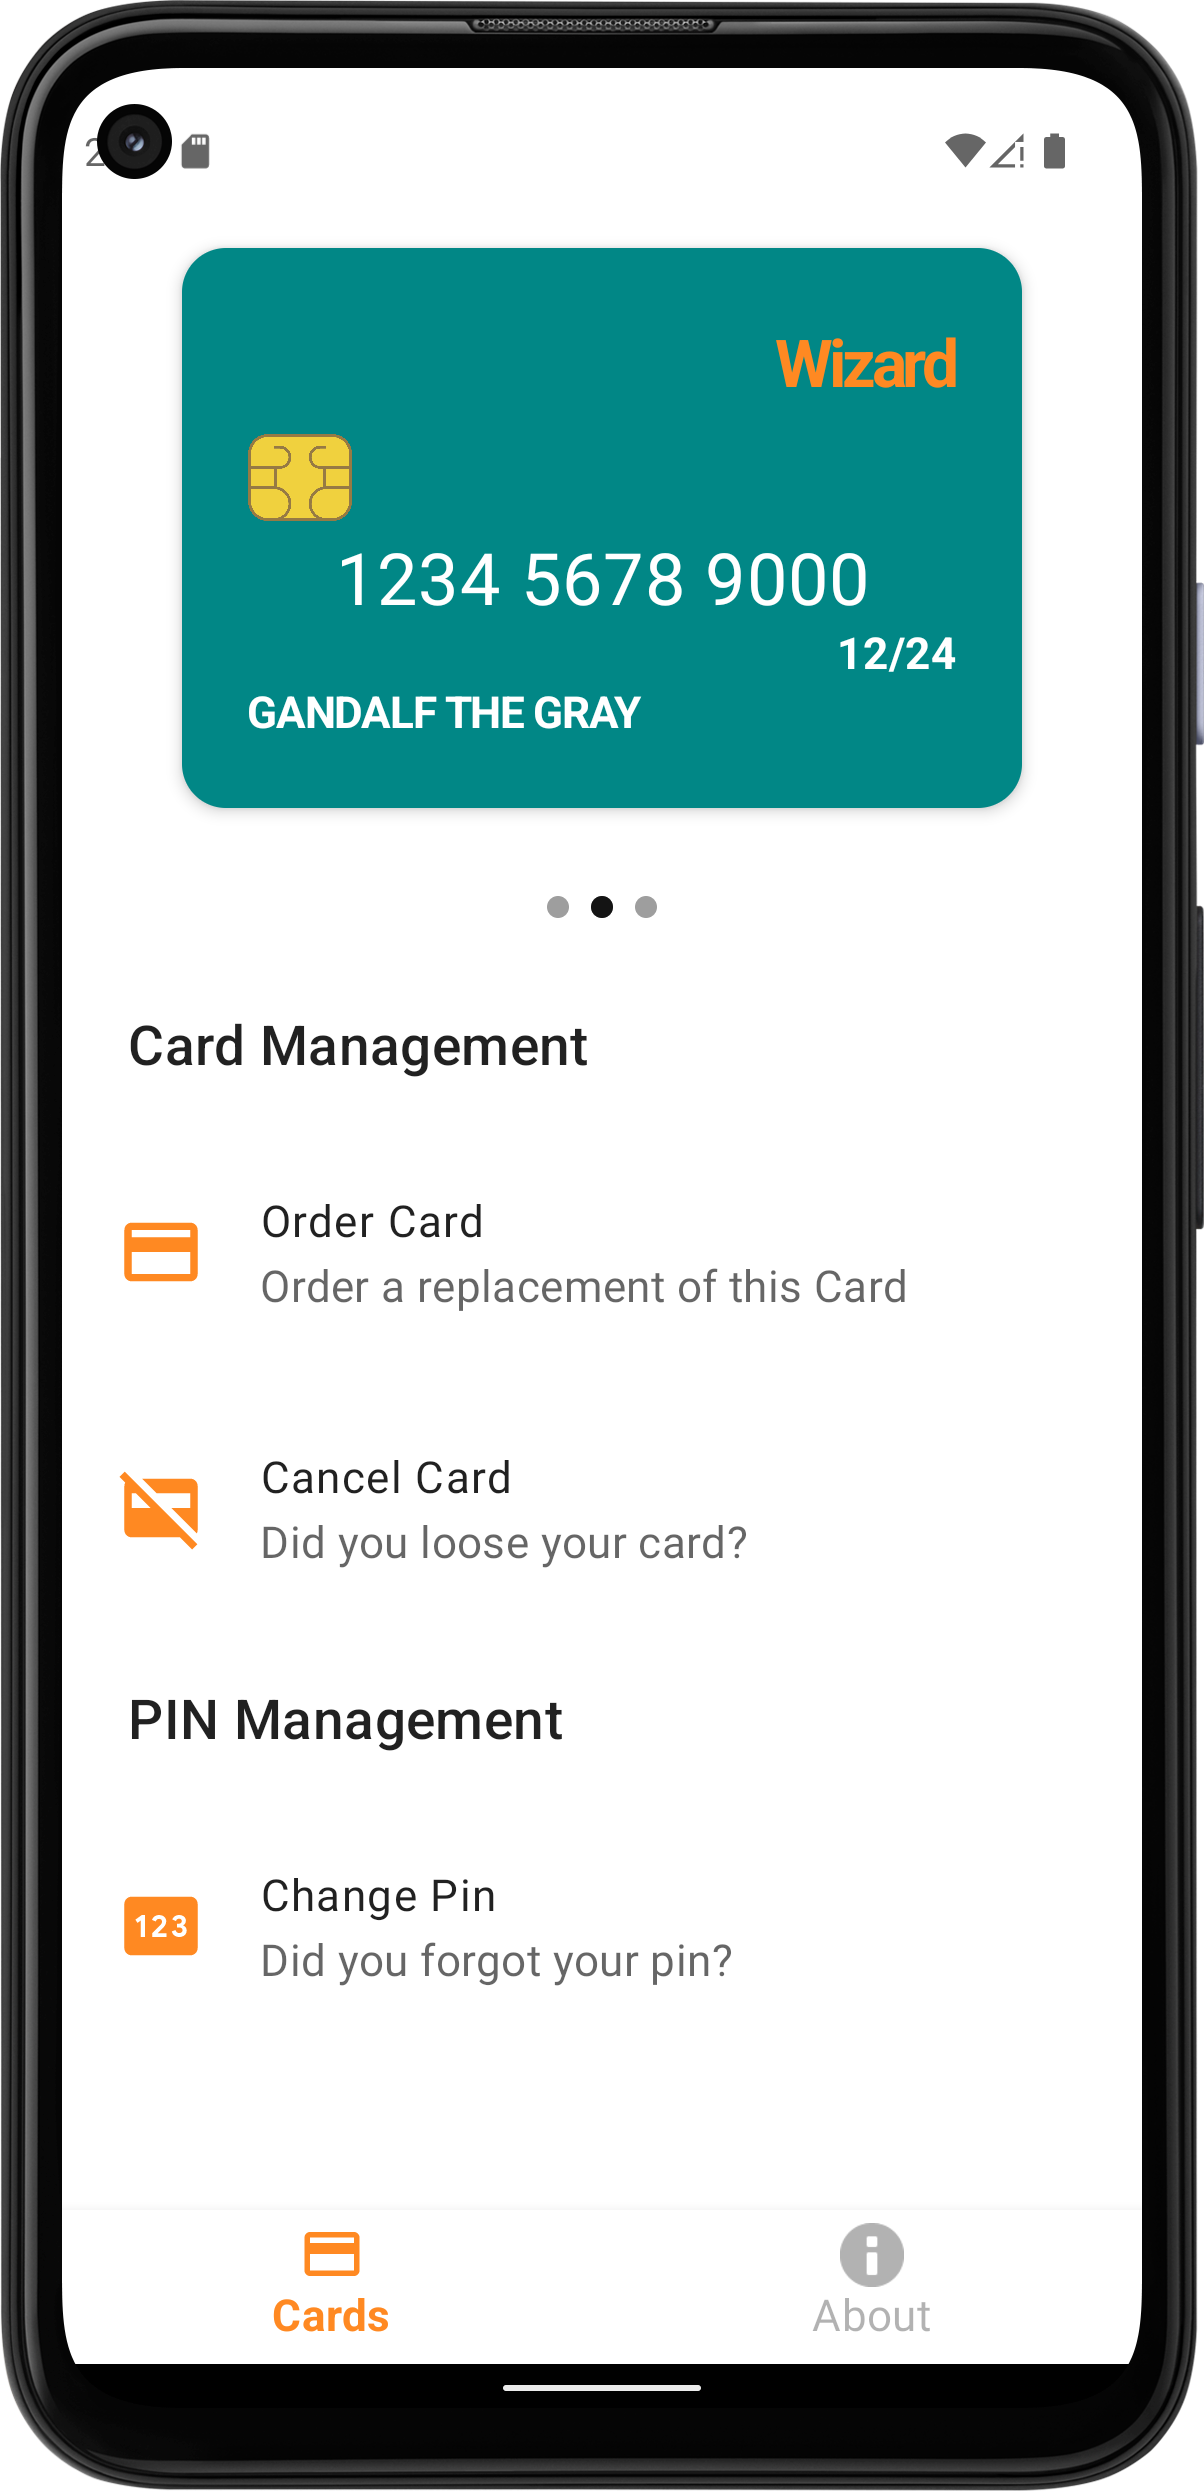 Wizard
1234 5678 9000
12/24
GANDALF THE GRAY
Card Management
Order Card
Order a replacement of this Card
Cancel Card
Did you loose your card?
PIN Management
123
Change Pin
Did you forgot your pin?
Cards
About